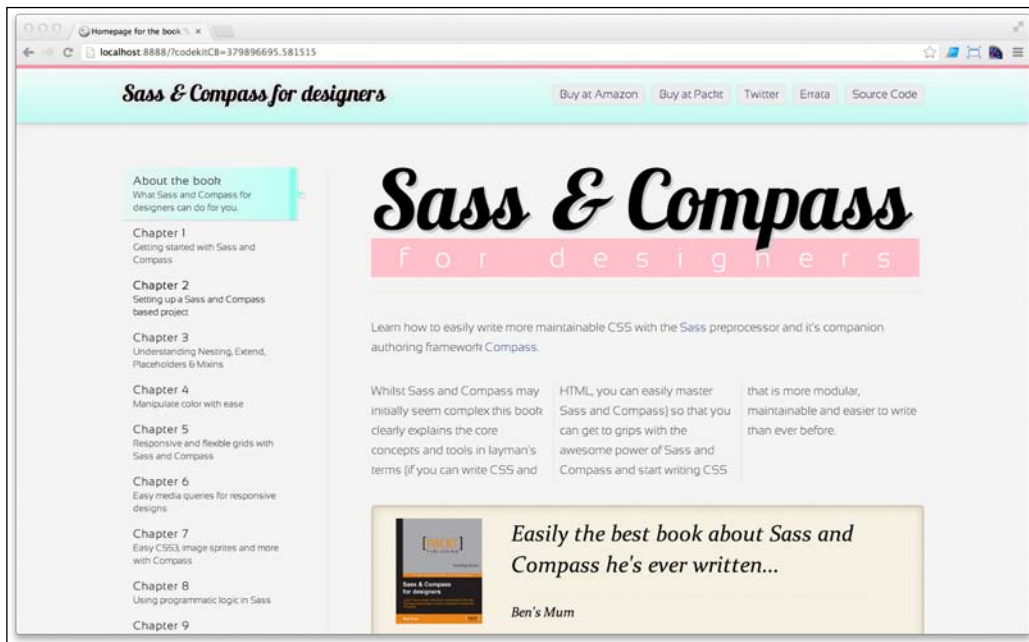 Homepage for the book
localhost:8888/?codekitCB=379896695.581515
Sass & Compass for designers
Buy at Amazon
Buy at Packt
Twitter
Errata
Source Code
About the book
What Sass and Compass for
designers can do for you.
Chapter 1
Getting started with Sass and
Compass
Chapter 2
Setting up a Sass and Compass
based project
Chapter 3
Understanding Nesting, Extend,
Placeholders & Mixins
Chapter 4
Manipulate color with ease
Chapter 5
Responsive and flexible grids with
Sass and Compass
Chapter 6
Easy media queries for responsive
designs
Chapter 7
Easy CSS3, image sprites and more
with Compass
Chapter 8
Using programmatic logic in Sass
Chapter 9
Sass & Compass
for designers
Learn how to easily write more maintainable CSS with the Sass preprocessor and it's companion
authoring framework Compass.
Whilst Sass and Compass may
initially seem complex this book
clearly explains the core
concepts and tools in layman's
terms (if you can write CSS and
HTML, you can easily master
Sass and Compass) so that you
can get to grips with the
awesome power of Sass and
Compass and start writing CSS
that is more modular,
maintainable and easier to write
than ever before.
[PACKT]
PUBLISHING
Sass & Compass
for designers
Easily the best book about Sass and
Compass he's ever written...
Ben's Mum